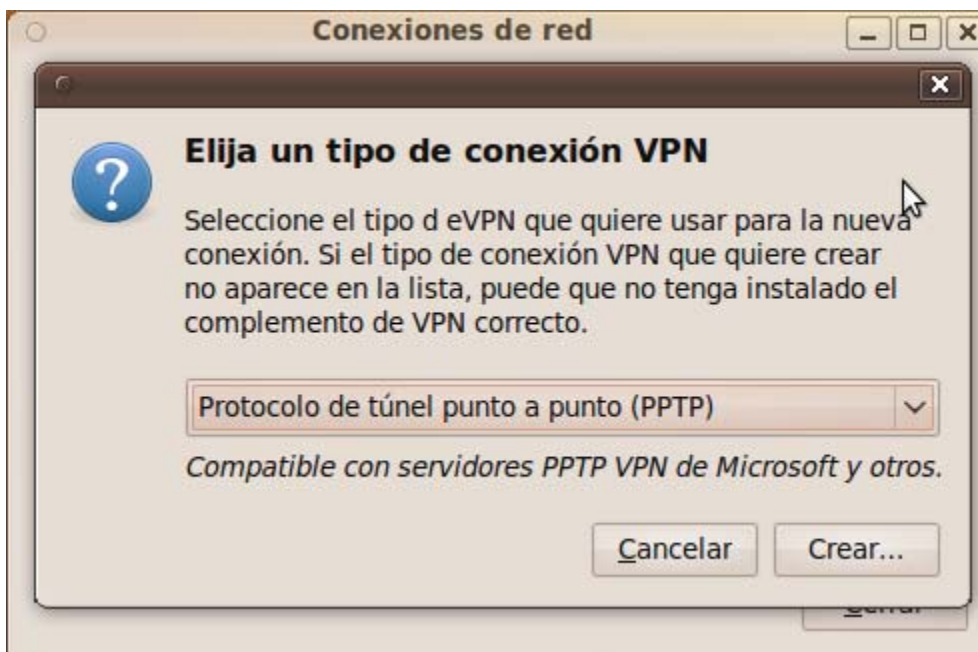 Conexiones de red
Elija un tipo de conexión VPN
Seleccione el tipo d eVPN que quiere usar para la nueva
conexión. Si el tipo de conexión VPN que quiere crear
no aparece en la lista, puede que no tenga instalado el
complemento de VPN correcto.
Protocolo de túnel punto a punto (PPTP)
Compatible con servidores PPTP VPN de Microsoft y otros.
Cancelar
Crear...